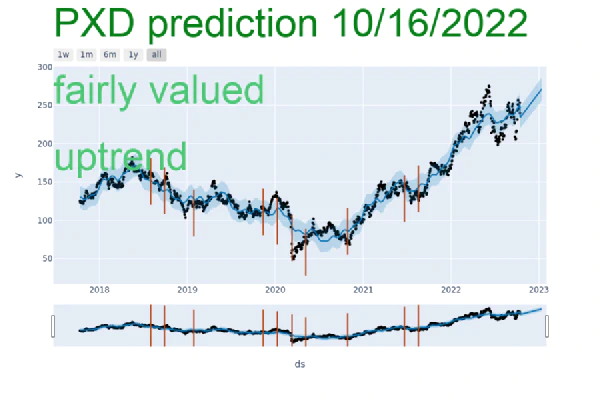 PXD prediction 10/16/2022
1w 1m 6m 1y all
300
fairly valued
250
200
uptrend
150
y
100
50
2018 2019 2020 2021 2022 2023
ds